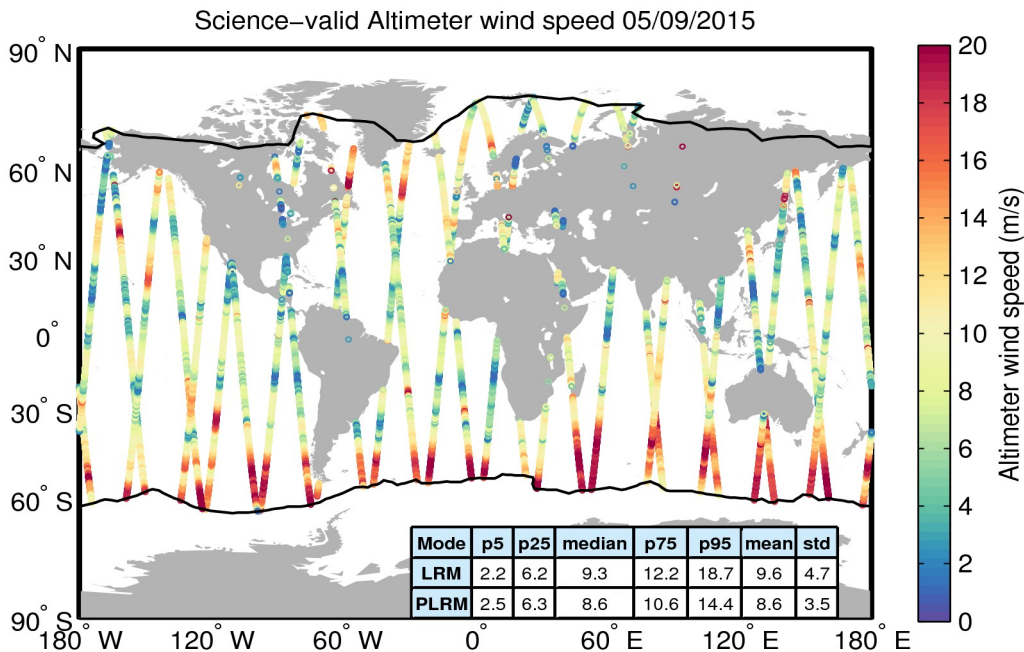 Science−valid Altimeter wind speed 05/09/2015
90° N
60° N
30° N
0°
30° S
60° S
90° S
180° W
120° W
60° W
0°
60° E
120° E
180° E
Mode p5 p25 median p75 p95 mean std
LRM 2.2 6.2 9.3 12.2 18.7 9.6 4.7
PLRM 2.5 6.3 8.6 10.6 14.4 8.6 3.5
20
18
16
14
12
10
8
6
4
2
0
Altimeter wind speed (m/s)